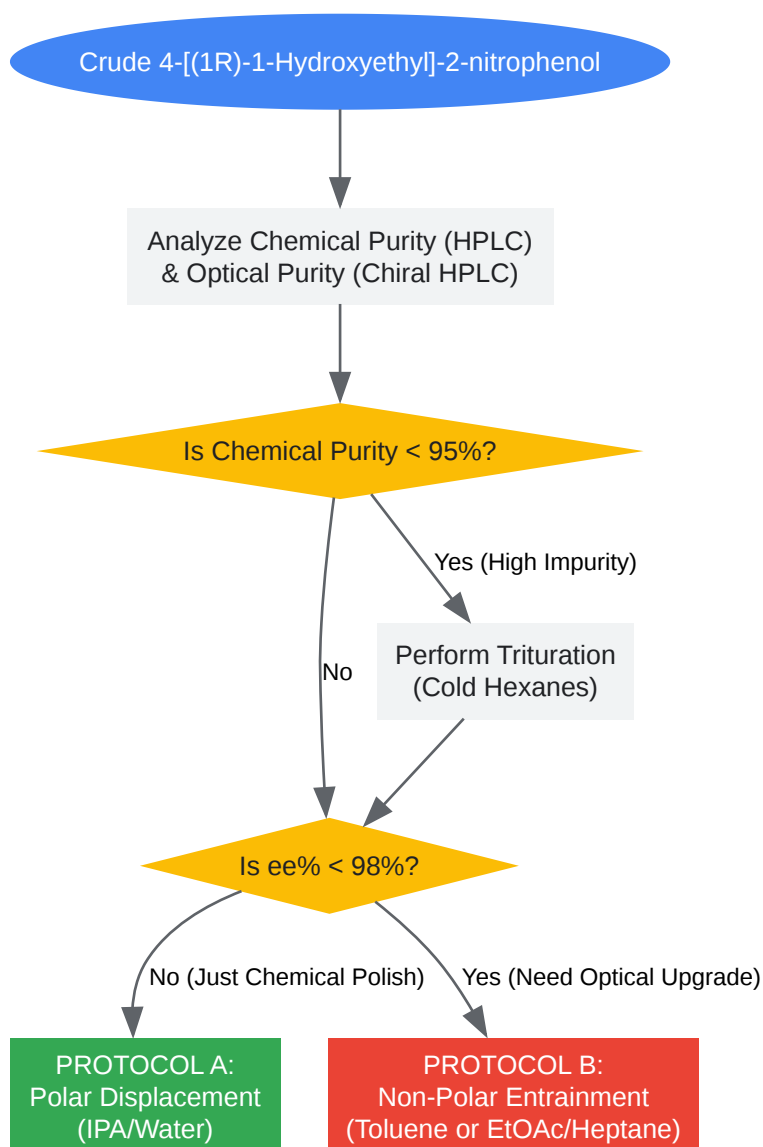 Crude 4-[(1R)-1-Hydroxyethyl]-2-nitrophenol
Analyze Chemical Purity (HPLC)
& Optical Purity (Chiral HPLC)
Is Chemical Purity < 95%?
Yes (High Impurity)
No
Perform Trituration
(Cold Hexanes)
Is ee% < 98%?
No (Just Chemical Polish)
Yes (Need Optical Upgrade)
PROTOCOL A:
Polar Displacement
(IPA/Water)
PROTOCOL B:
Non-Polar Entrainment
(Toluene or EtOAc/Heptane)